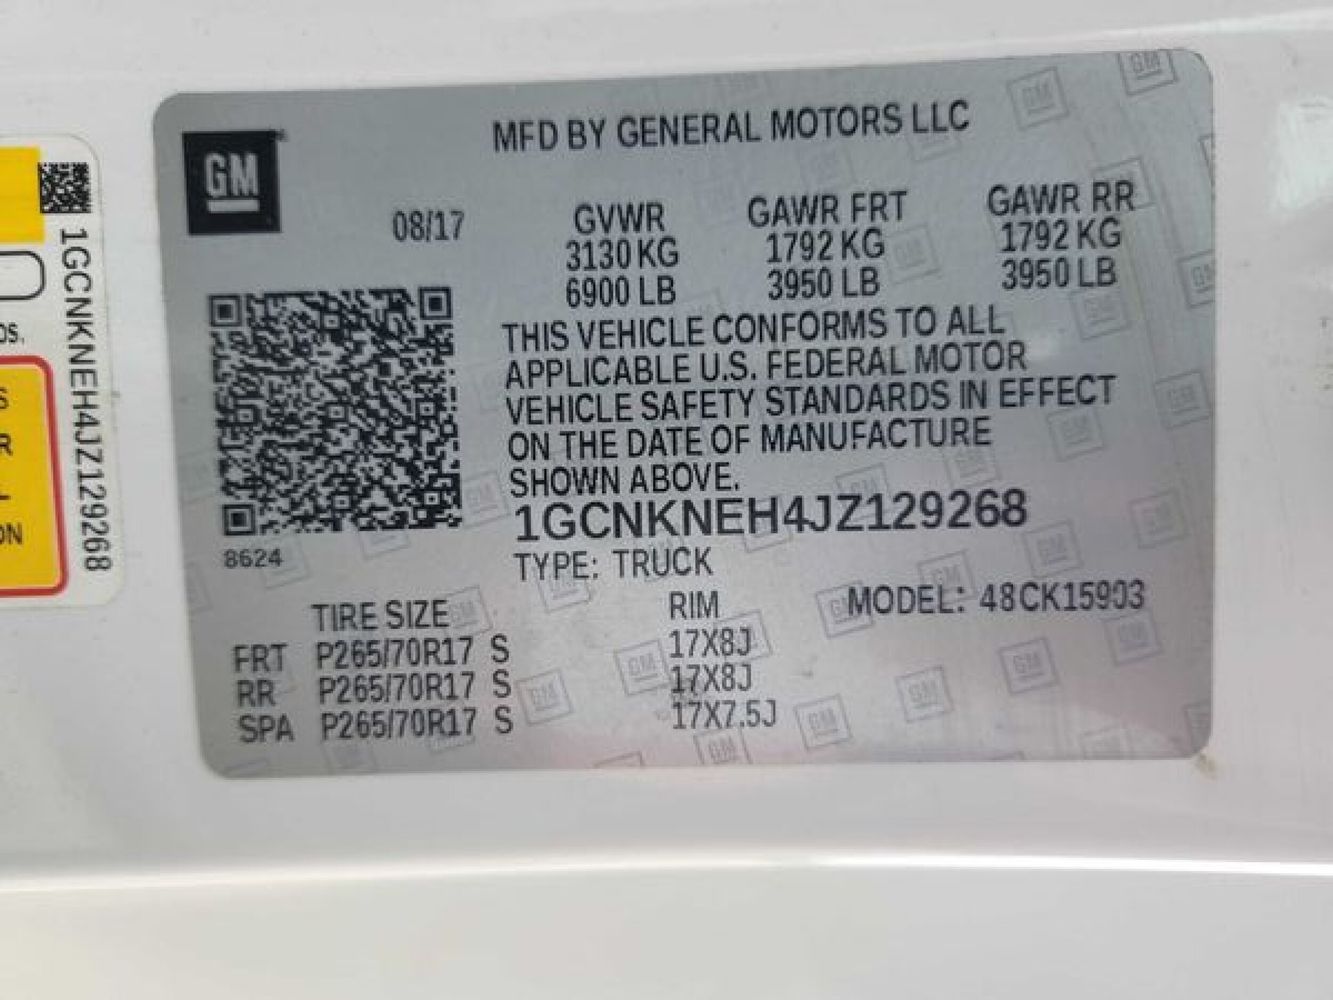 GM
MFD BY GENERAL MOTORS LLC
08/17
GVWR
3130 KG
6900 LB
GAWR FRT
1792 KG
3950 LB
GAWR RR
1792 KG
3950 LB
THIS VEHICLE CONFORMS TO ALL
APPLICABLE U.S. FEDERAL MOTOR
VEHICLE SAFETY STANDARDS IN EFFECT
ON THE DATE OF MANUFACTURE
SHOWN ABOVE.
1GCNKNEH4JZ129268
8624
TYPE: TRUCK
MODEL: 48CK15903
TIRE SIZE RIM
FRT P265/70R17 S 17X8J
RR P265/70R17 S 17X8J
SPA P265/70R17 S 17X7.5J
1GCNKNEH4JZ129268